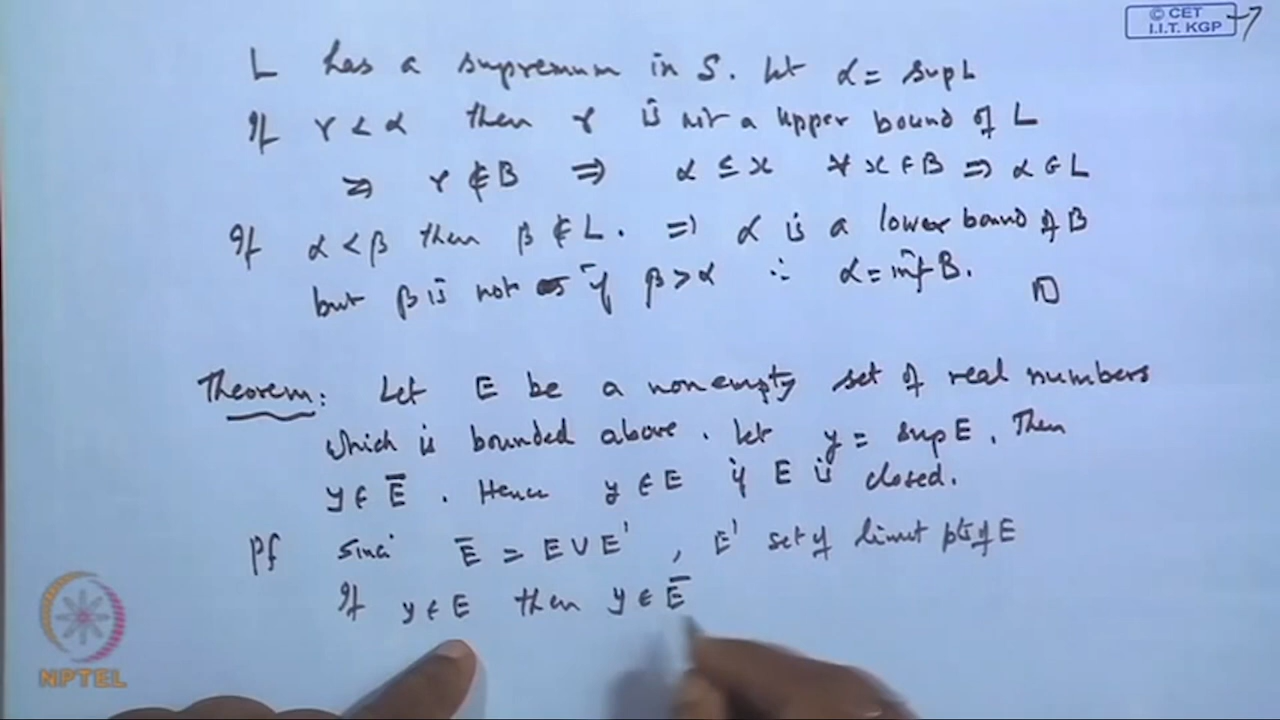 © CET
I.I.T. KGP
7
L has a supremum in S. Let α = Sup L
If γ < α then γ is not a upper bound of L
⇒ γ ∉ B ⇒ α ≤ x ∀ x ∈ B ⇒ α ∈ L
If α < β then β ∉ L. ⇒ α is a lower bound of B
but β is not if β > α ∴ α = inf B.
Theorem: Let E be a nonempty set of real numbers
which is bounded above. Let y = Sup E. Then
y ∈ Ē. Hence y ∈ E if E is closed.
Pf Since Ē = E ∪ E', E' set of limit pts of E
If y ∈ E then y ∈ Ē
NPTEL